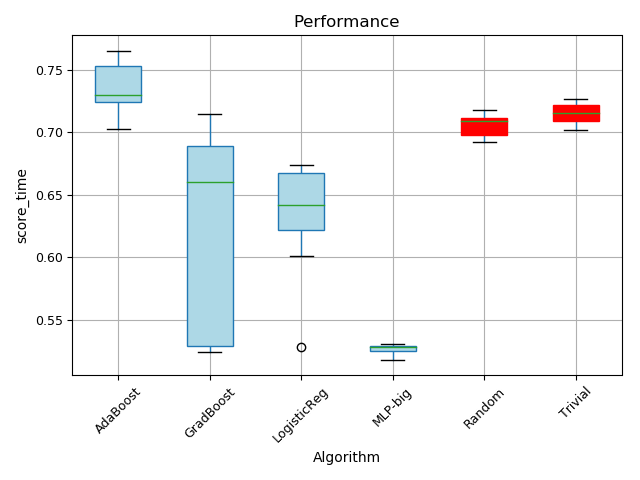 Performance
0.75
0.70
0.65
0.60
0.55
score_time
AdaBoost
GradBoost
LogisticReg
MLP-big
Random
Trivial
Algorithm